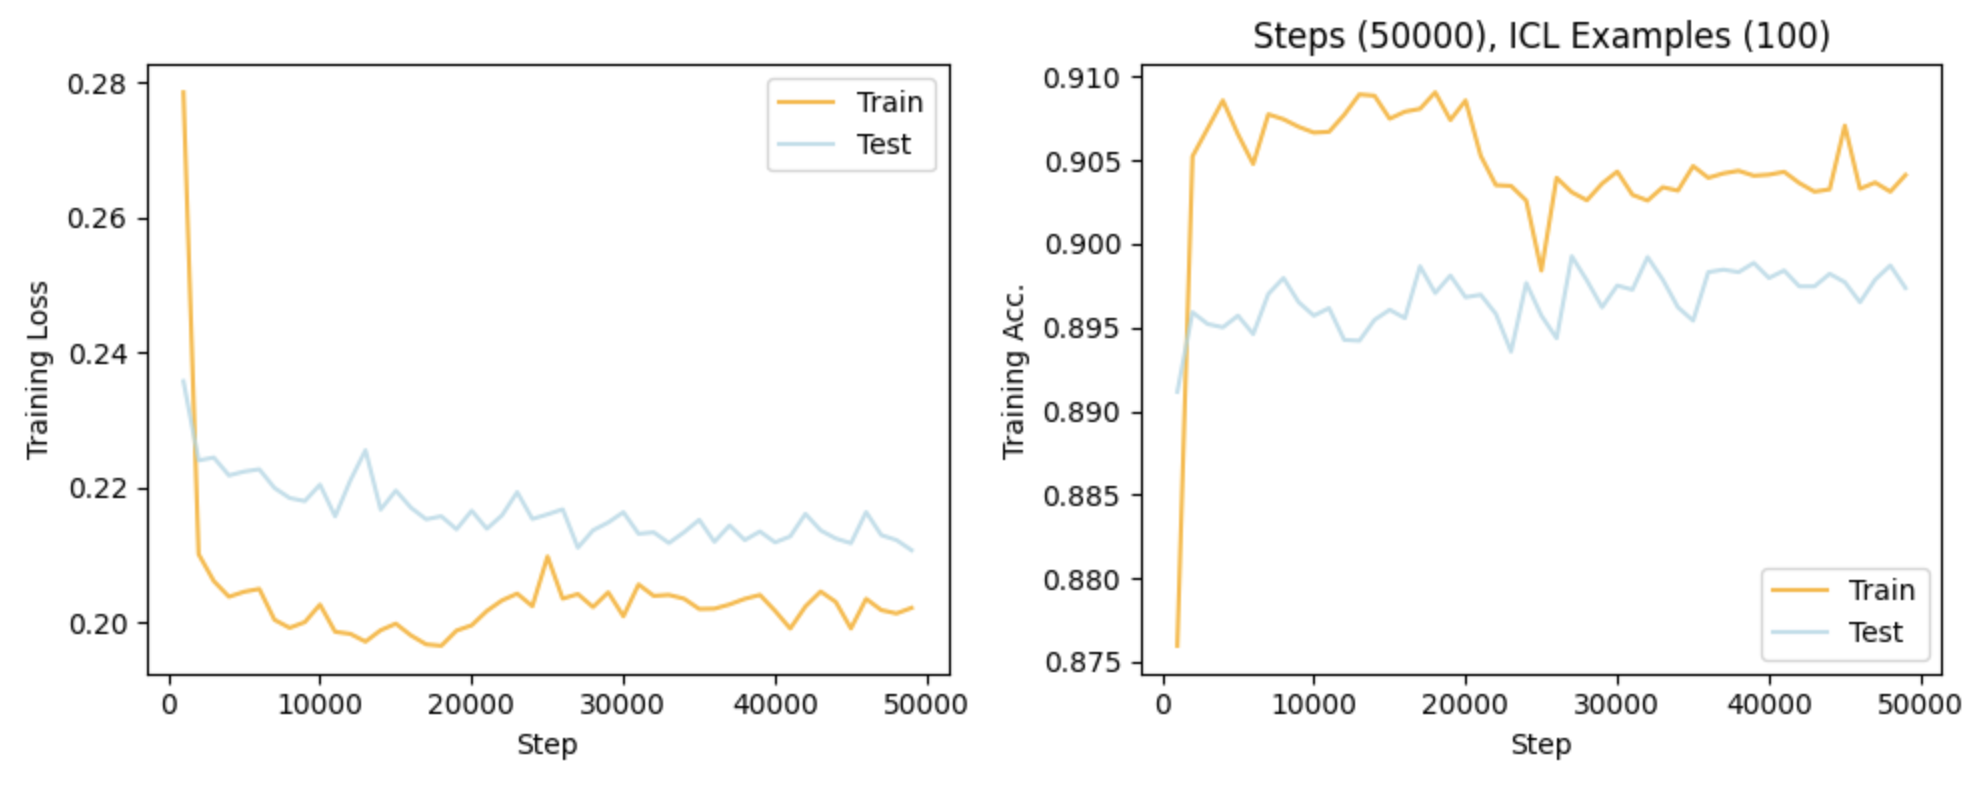 Steps (50000), ICL Examples (100)
Training Loss
0.28
0.26
0.24
0.22
0.20
Train
Test
0 10000 20000 30000 40000 50000
Step
Training Acc.
0.910
0.905
0.900
0.895
0.890
0.885
0.880
0.875
Train
Test
0 10000 20000 30000 40000 50000
Step